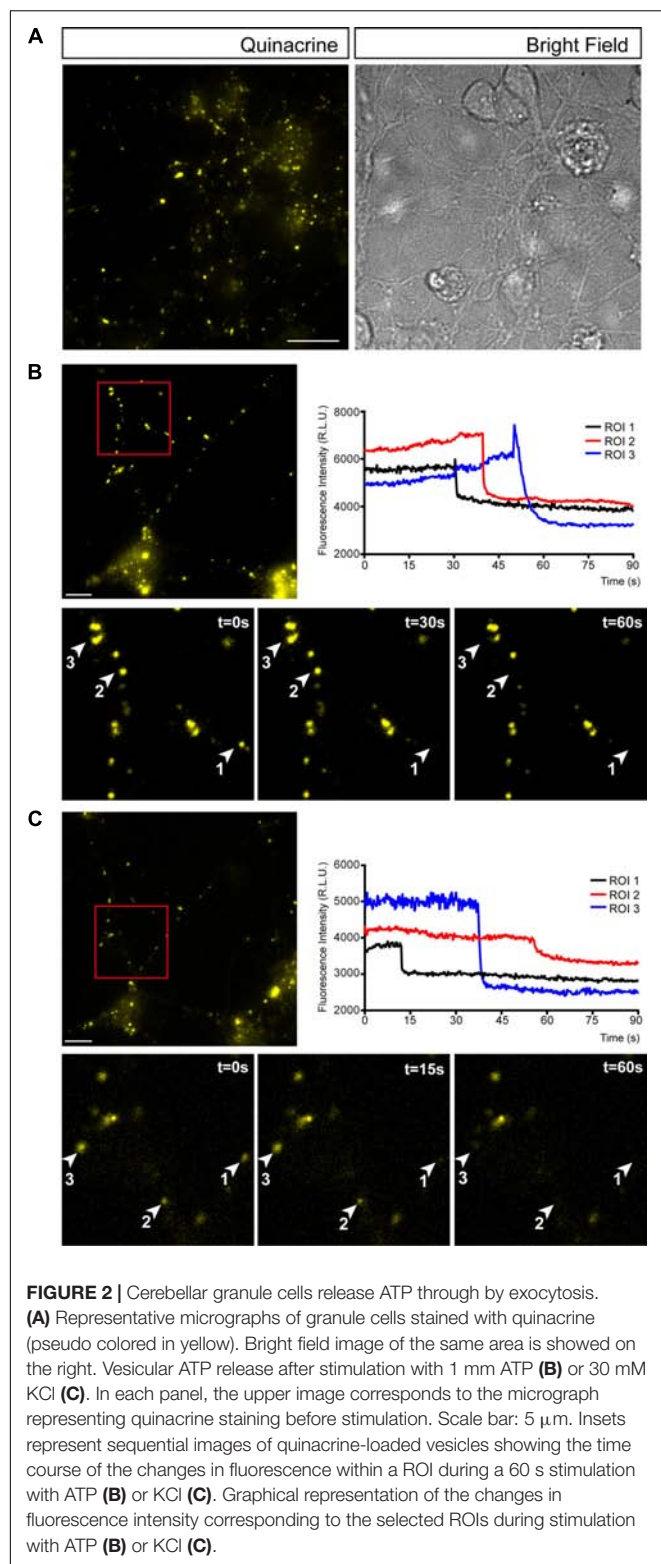 A
Quinacrine
Bright Field
B
8000
6000
4000
2000
Fluorescence Intensity (R.L.U.)
ROI 1
ROI 2
ROI 3
0 15 30 45 60 75 90
Time (s)
t=0s
3
2
1
t=30s
3
2
1
t=60s
3
2
1
C
6000
5000
4000
3000
2000
Fluorescence Intensity (R.L.U.)
ROI 1
ROI 2
ROI 3
0 15 30 45 60 75 90
Time (s)
t=0s
3
2
1
t=15s
3
2
1
t=60s
3
2
1
FIGURE 2 | Cerebellar granule cells release ATP through by exocytosis.
(A) Representative micrographs of granule cells stained with quinacrine
(pseudo colored in yellow). Bright field image of the same area is showed on
the right. Vesicular ATP release after stimulation with 1 mm ATP (B) or 30 mM
KCl (C). In each panel, the upper image corresponds to the micrograph
representing quinacrine staining before stimulation. Scale bar: 5 μm. Insets
represent sequential images of quinacrine-loaded vesicles showing the time
course of the changes in fluorescence within a ROI during a 60 s stimulation
with ATP (B) or KCl (C). Graphical representation of the changes in
fluorescence intensity corresponding to the selected ROIs during stimulation
with ATP (B) or KCl (C).